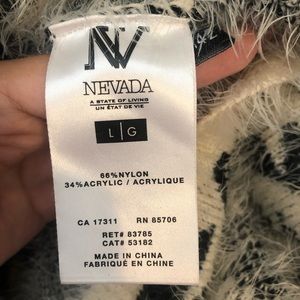 NEVADA
A STATE OF LIVING
UN ÉTAT DE VIE
L|G
66%NYLON
34%ACRYLIC / ACRYLIQUE
CA 17311 RN 85706
RET# 83785
CAT# 53182
MADE IN CHINA
FABRIQUÉ EN CHINE